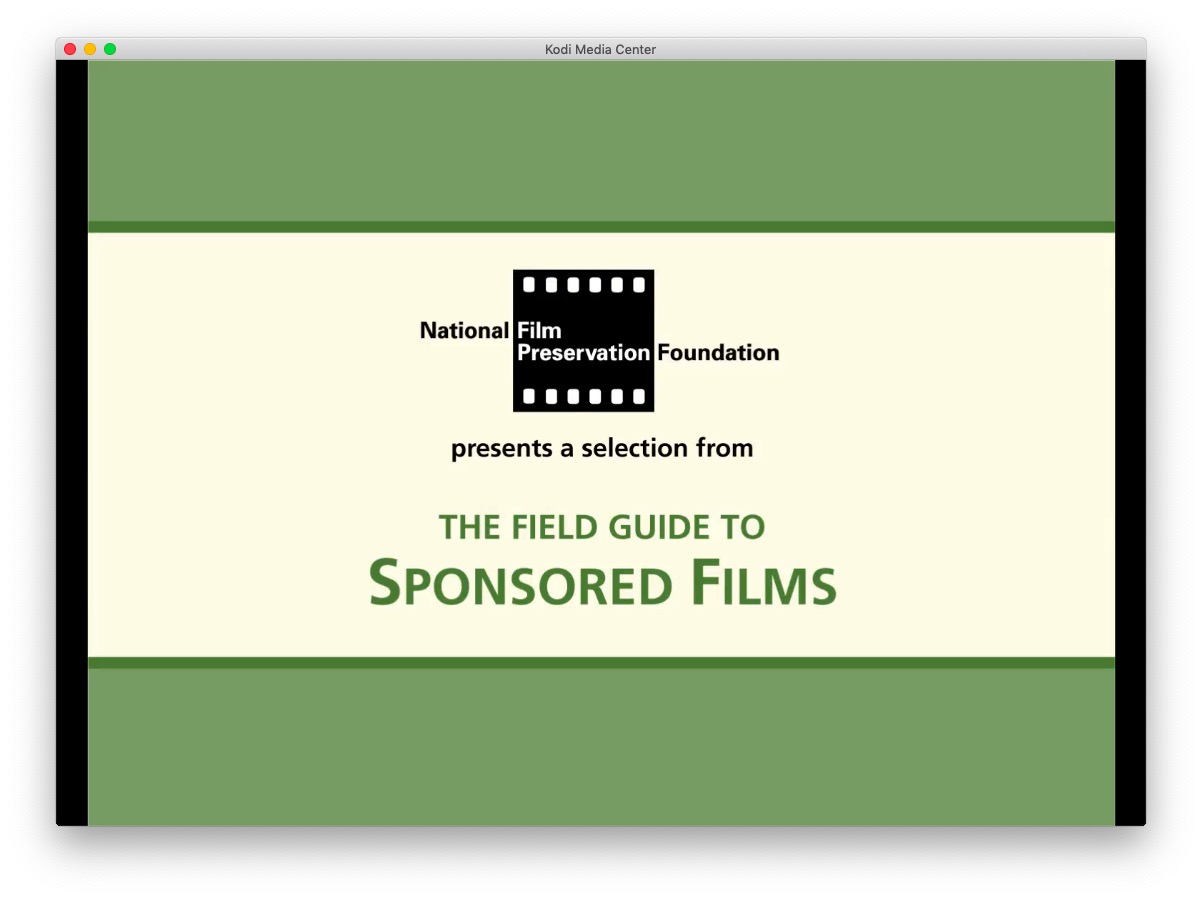 Kodi Media Center
National Film
Preservation Foundation
presents a selection from
THE FIELD GUIDE TO
SPONSORED FILMS